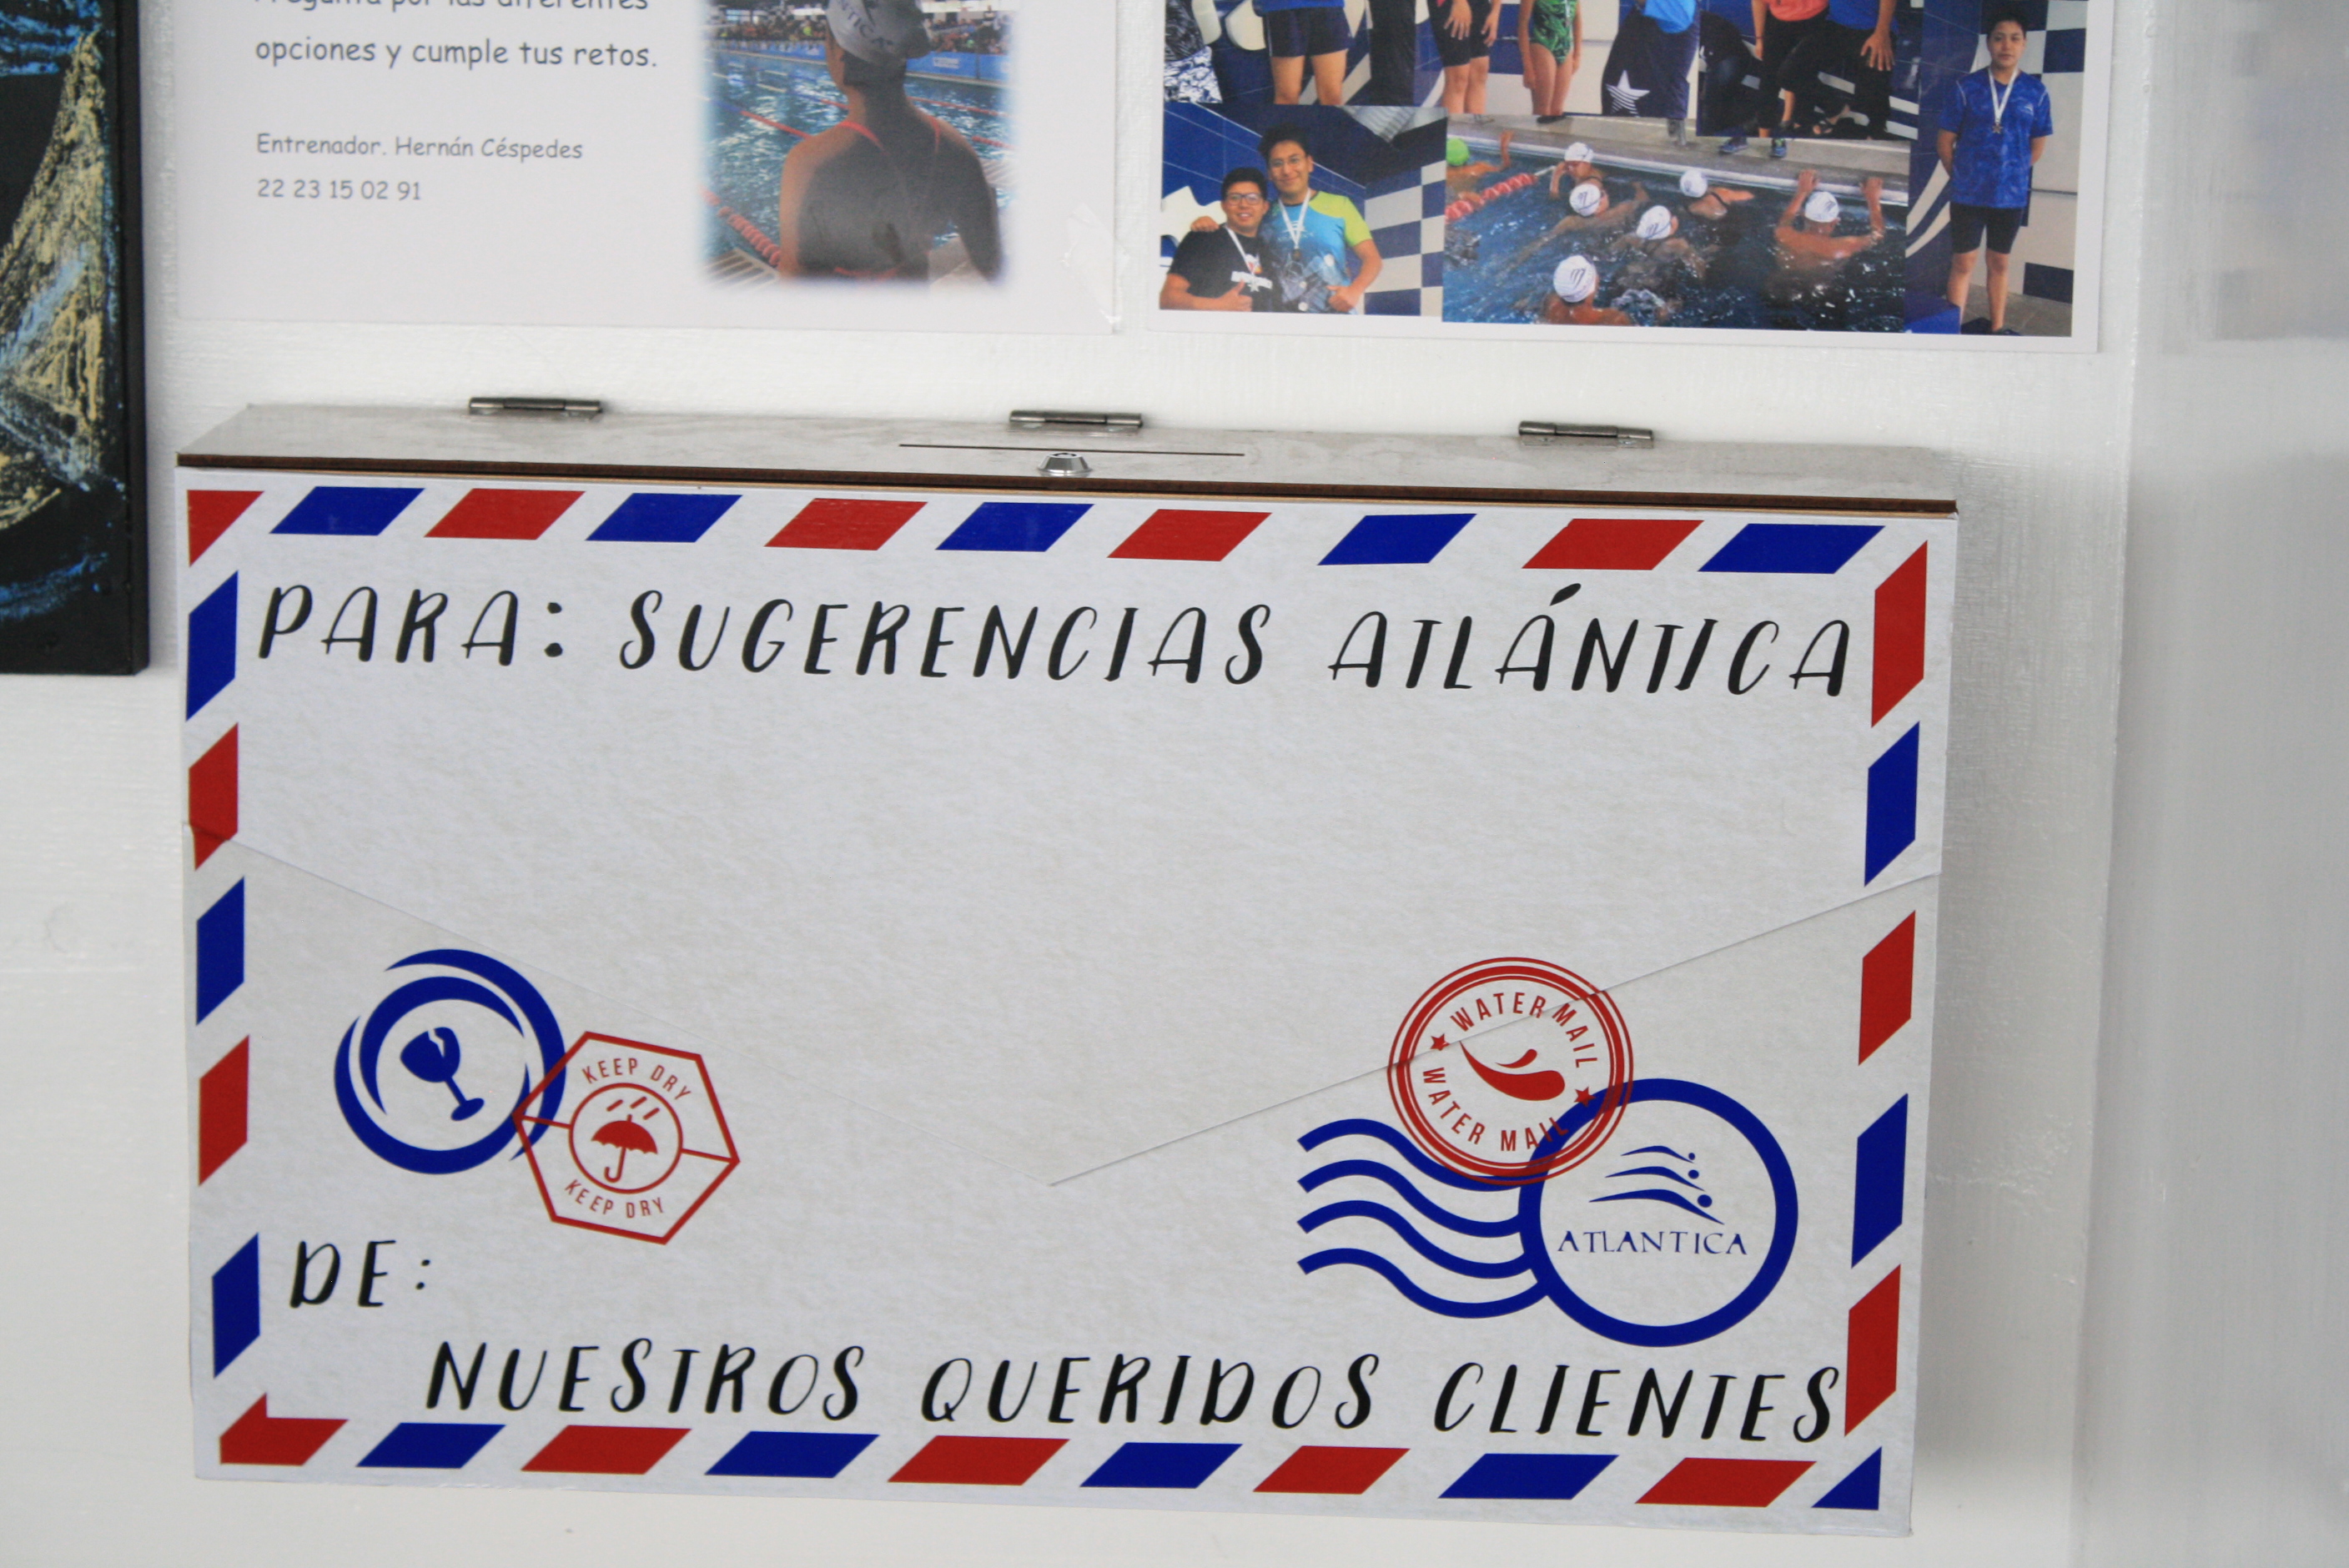 opciones y cumple tus retos.
Entrenador. Hernán Céspedes
22 23 15 02 91
PARA: SUGERENCIAS ATLÁNTICA
KEEP DRY
KEEP DRY
WATER MAIL
WATER MAIL
ATLANTICA
DE:
NUESTROS QUERIDOS CLIENTES